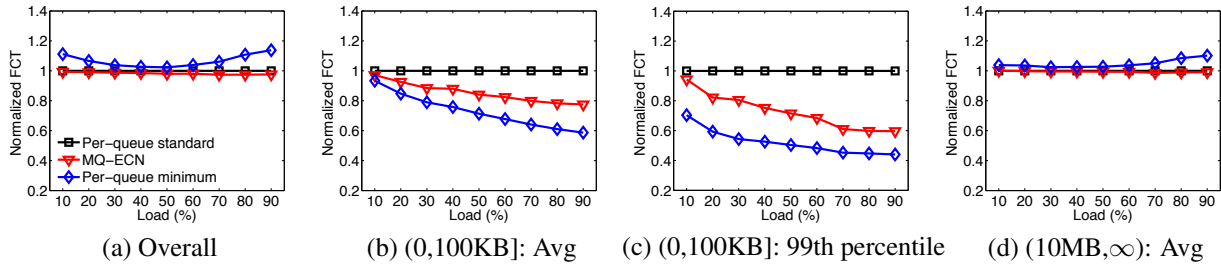 Normalized FCT
1.4
1.2
1
0.8
0.6
0.4
0.2
Per-queue standard
MQ-ECN
Per-queue minimum
10 20 30 40 50 60 70 80 90
Load (%)
(a) Overall
Normalized FCT
1.4
1.2
1
0.8
0.6
0.4
0.2
10 20 30 40 50 60 70 80 90
Load (%)
(b) (0,100KB]: Avg
Normalized FCT
1.4
1.2
1
0.8
0.6
0.4
0.2
10 20 30 40 50 60 70 80 90
Load (%)
(c) (0,100KB]: 99th percentile
Normalized FCT
1.4
1.2
1
0.8
0.6
0.4
0.2
10 20 30 40 50 60 70 80 90
Load (%)
(d) (10MB,∞): Avg